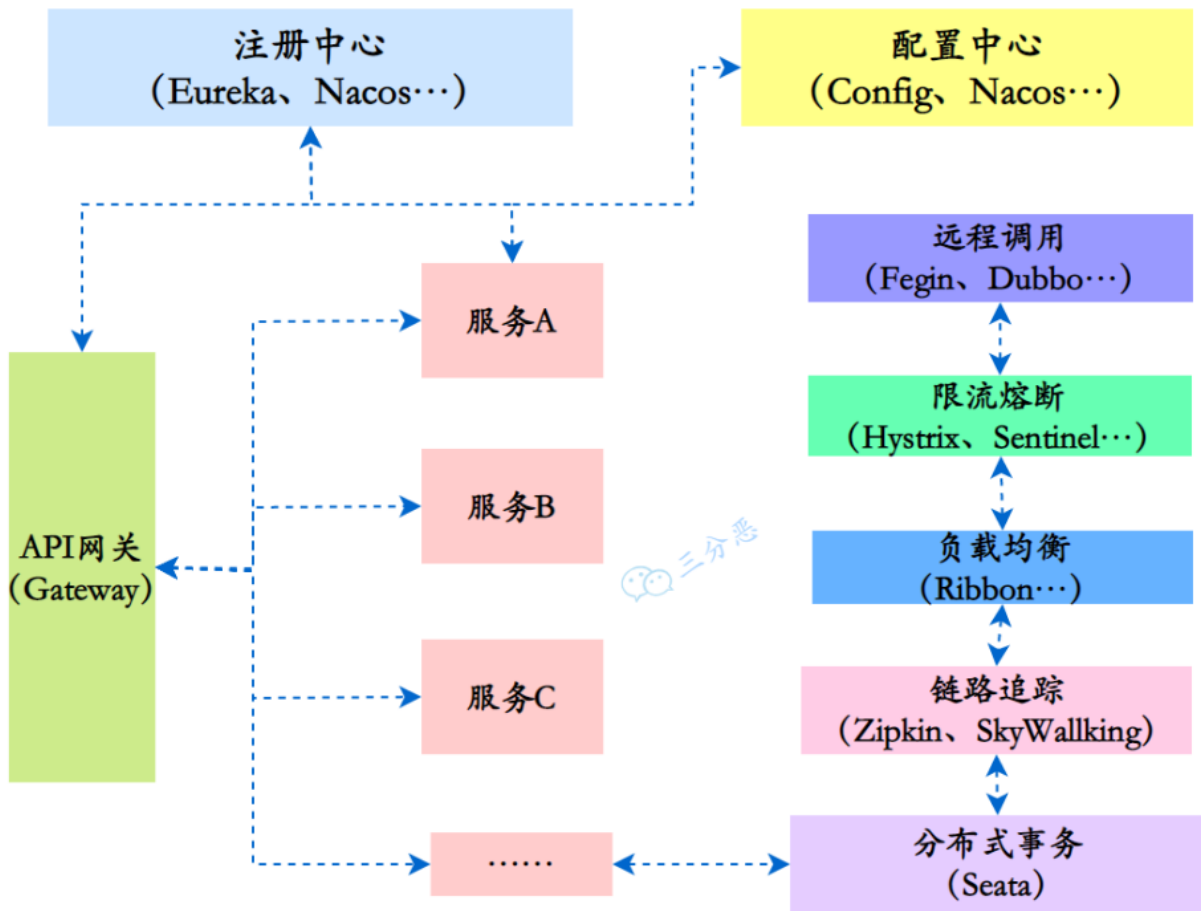 注册中心
（Eureka、Nacos…）
配置中心
（Config、Nacos…）
远程调用
（Fegin、Dubbo…）
服务A
限流熔断
（Hystrix、Sentinel…）
服务B
API网关
（Gateway）
三分恶
负载均衡
（Ribbon…）
服务C
链路追踪
（Zipkin、SkyWallking）
……
分布式事务
（Seata）